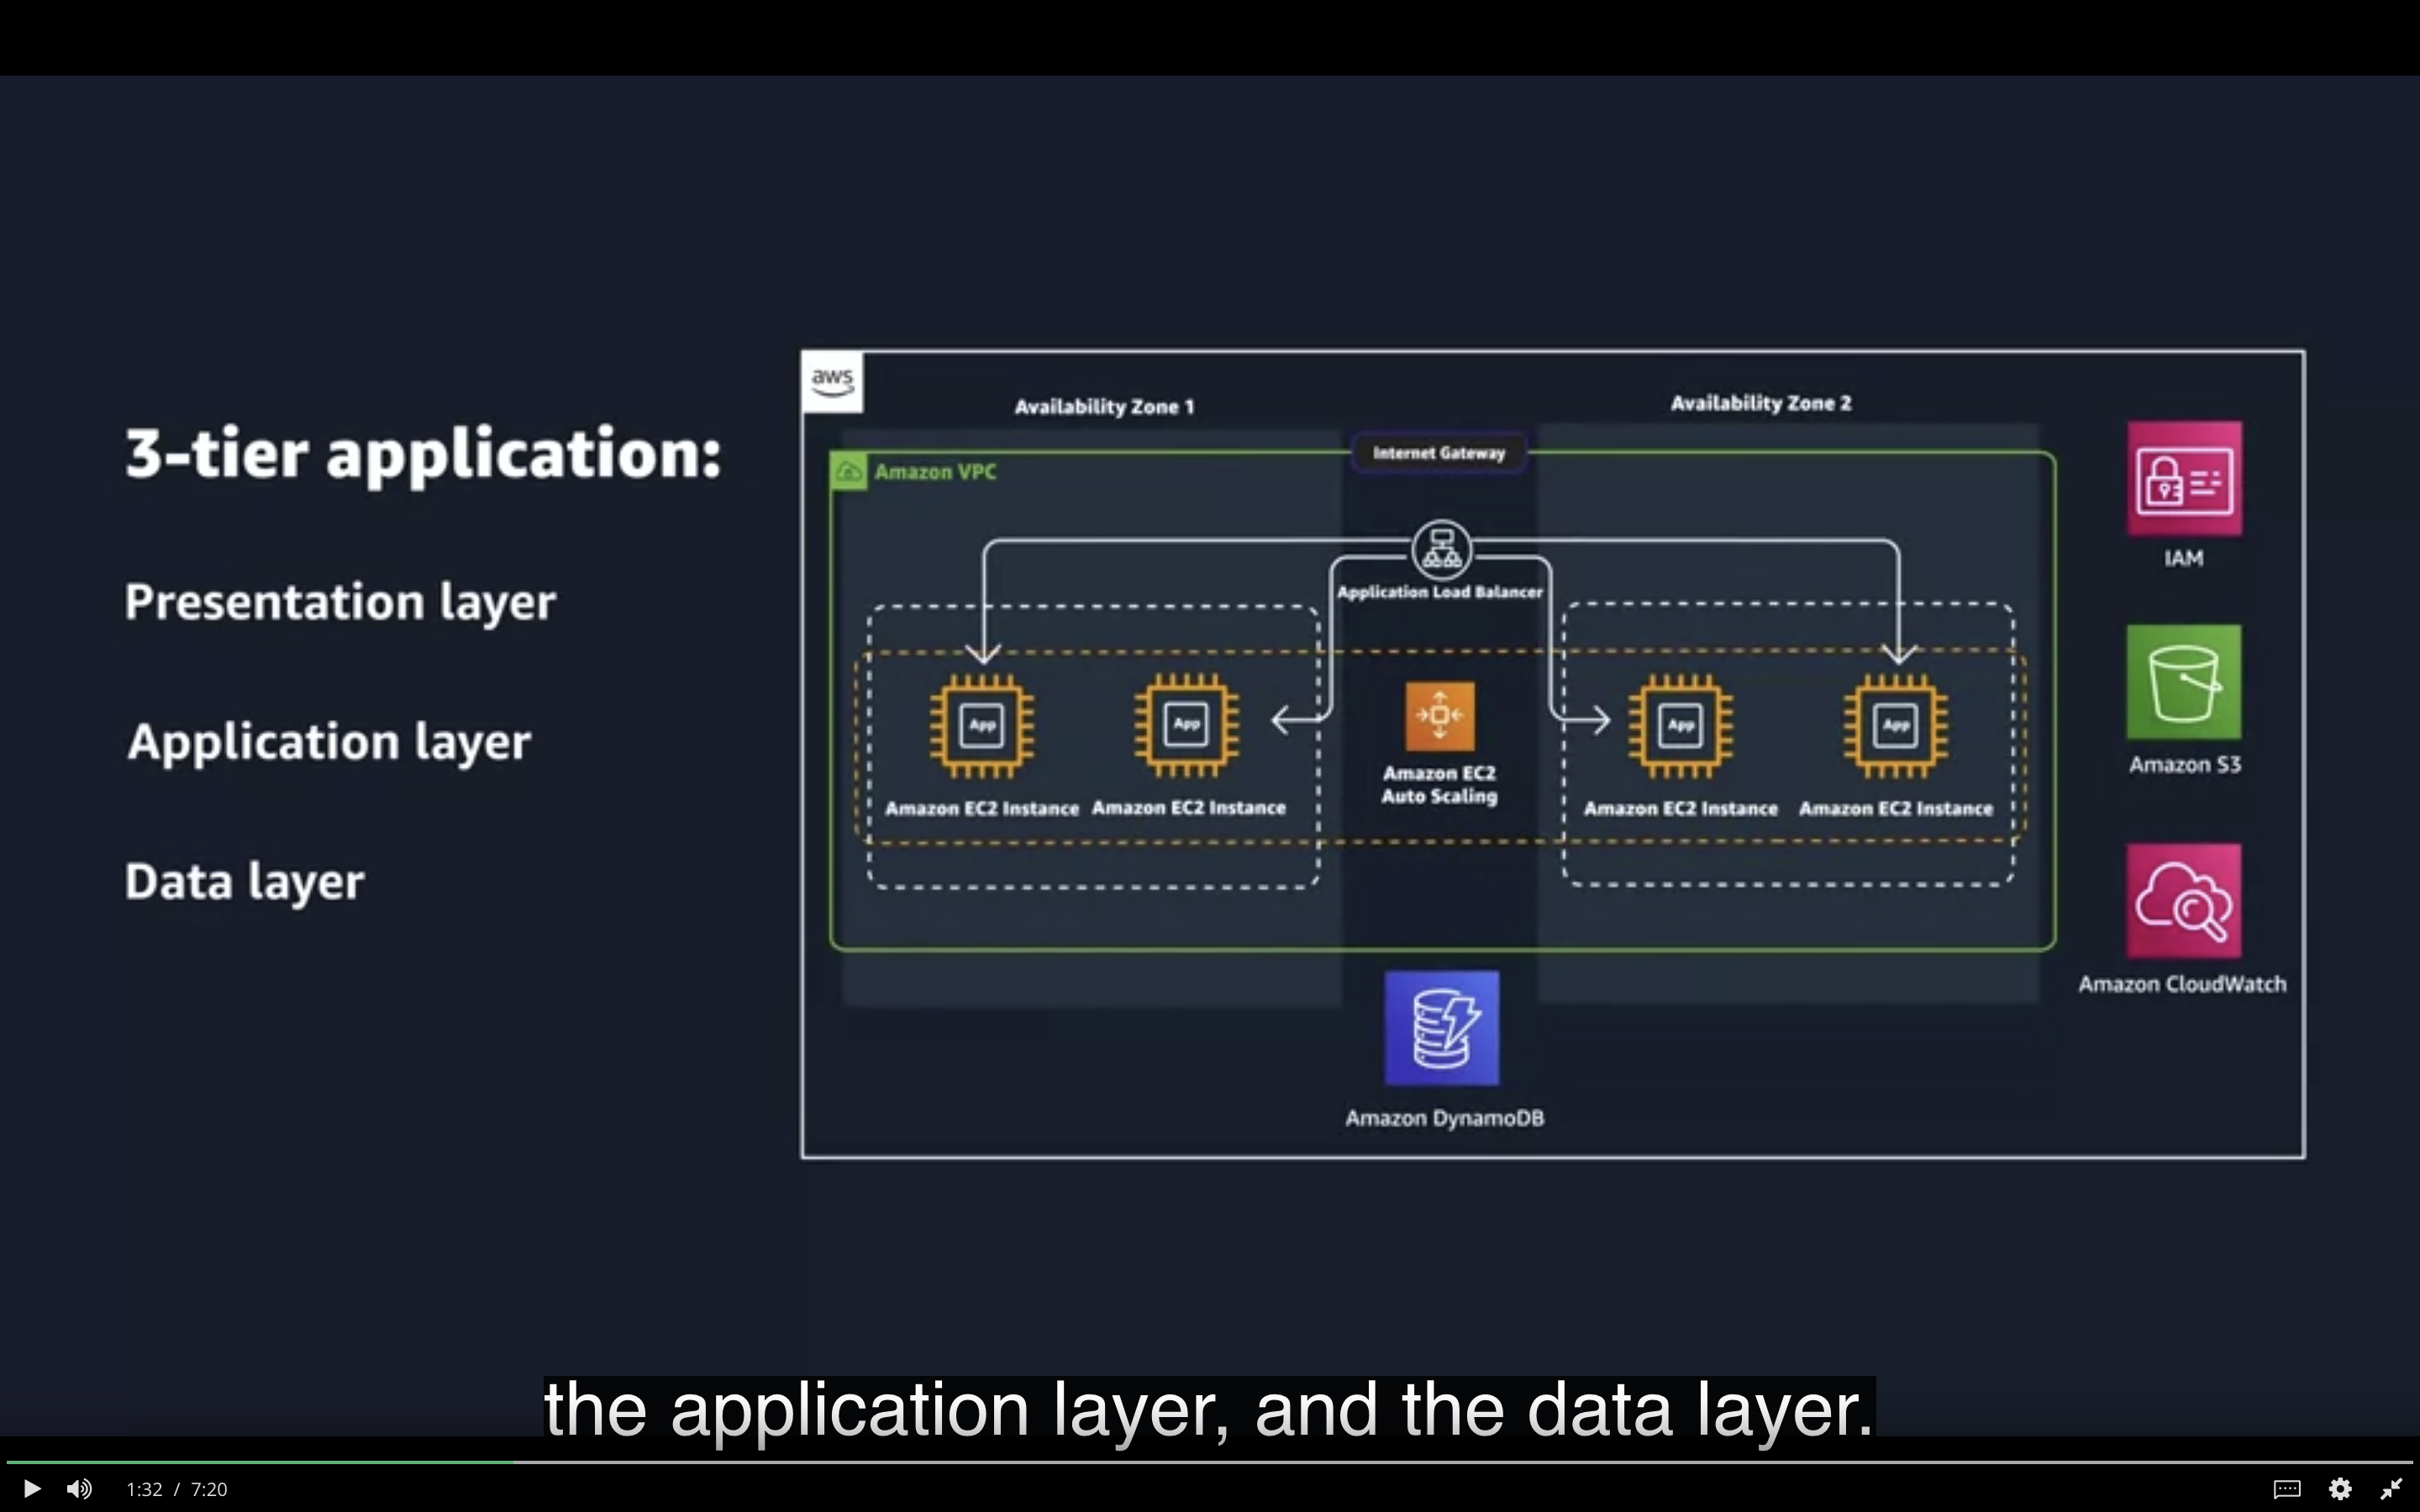 3-tier application:
Presentation layer
Application layer
Data layer
aws
Availability Zone 1
Availability Zone 2
Internet Gateway
Amazon VPC
Application Load Balancer
App
App
App
App
Amazon EC2 Instance
Amazon EC2 Instance
Amazon EC2
Auto Scaling
Amazon EC2 Instance
Amazon EC2 Instance
IAM
Amazon S3
Amazon CloudWatch
Amazon DynamoDB
the application layer, and the data layer.
1:32 / 7:20